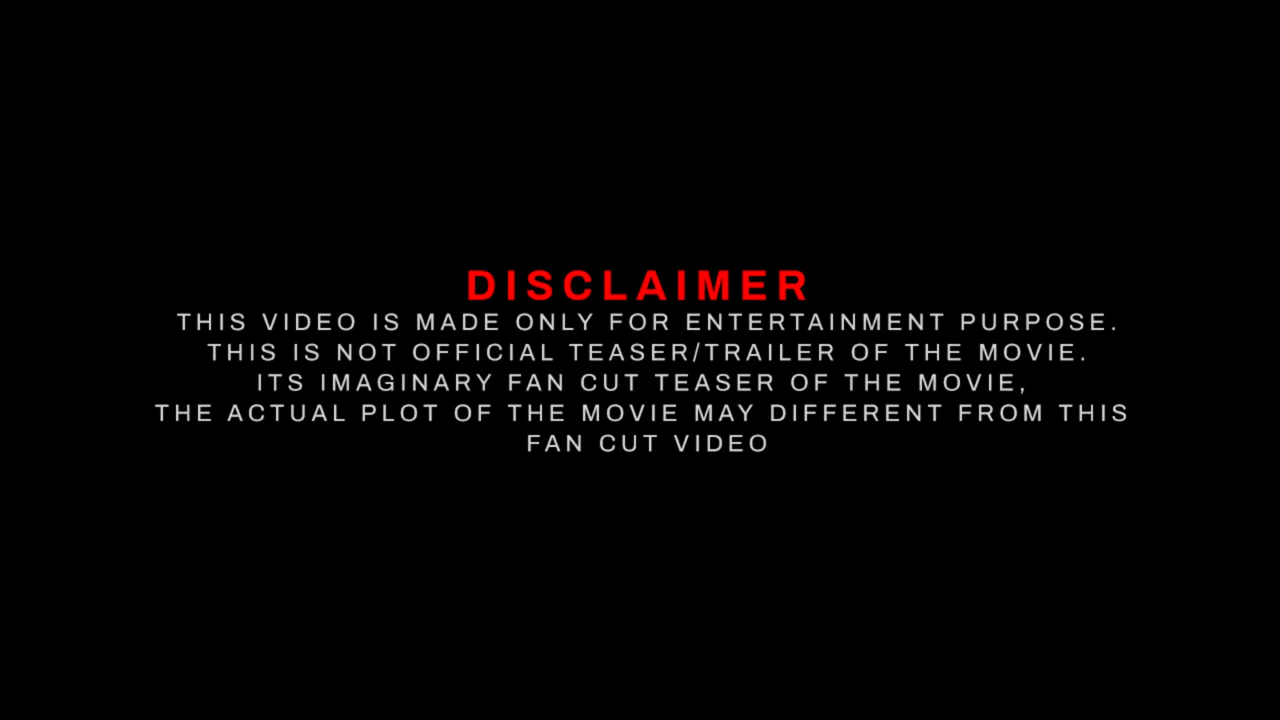 DISCLAIMER
THIS VIDEO IS MADE ONLY FOR ENTERTAINMENT PURPOSE.
THIS IS NOT OFFICIAL TEASER/TRAILER OF THE MOVIE.
ITS IMAGINARY FAN CUT TEASER OF THE MOVIE,
THE ACTUAL PLOT OF THE MOVIE MAY DIFFERENT FROM THIS
FAN CUT VIDEO